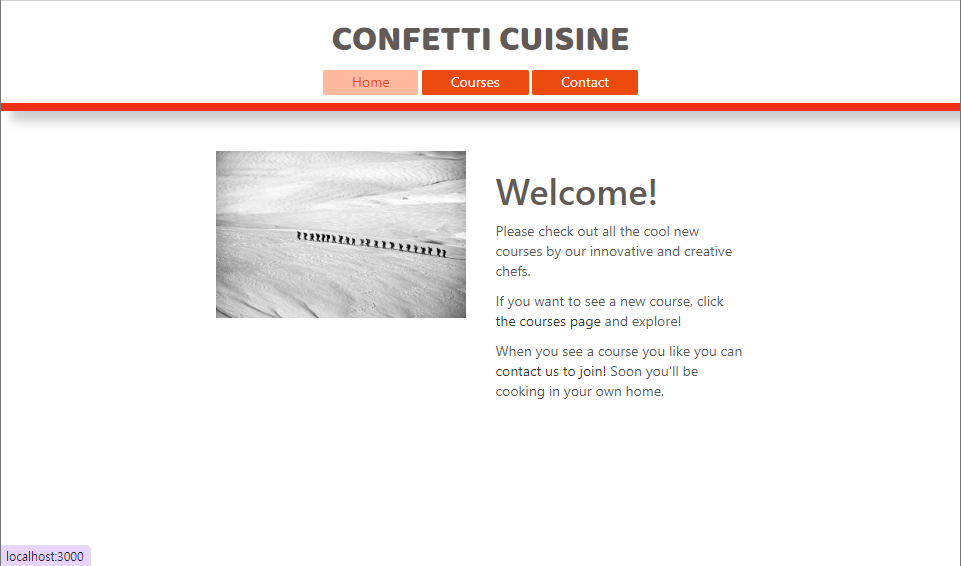 CONFETTI CUISINE
Home Courses Contact
Welcome!
Please check out all the cool new
courses by our innovative and creative
chefs.
If you want to see a new course, click
the courses page and explore!
When you see a course you like you can
contact us to join! Soon you'll be
cooking in your own home.
localhost:3000